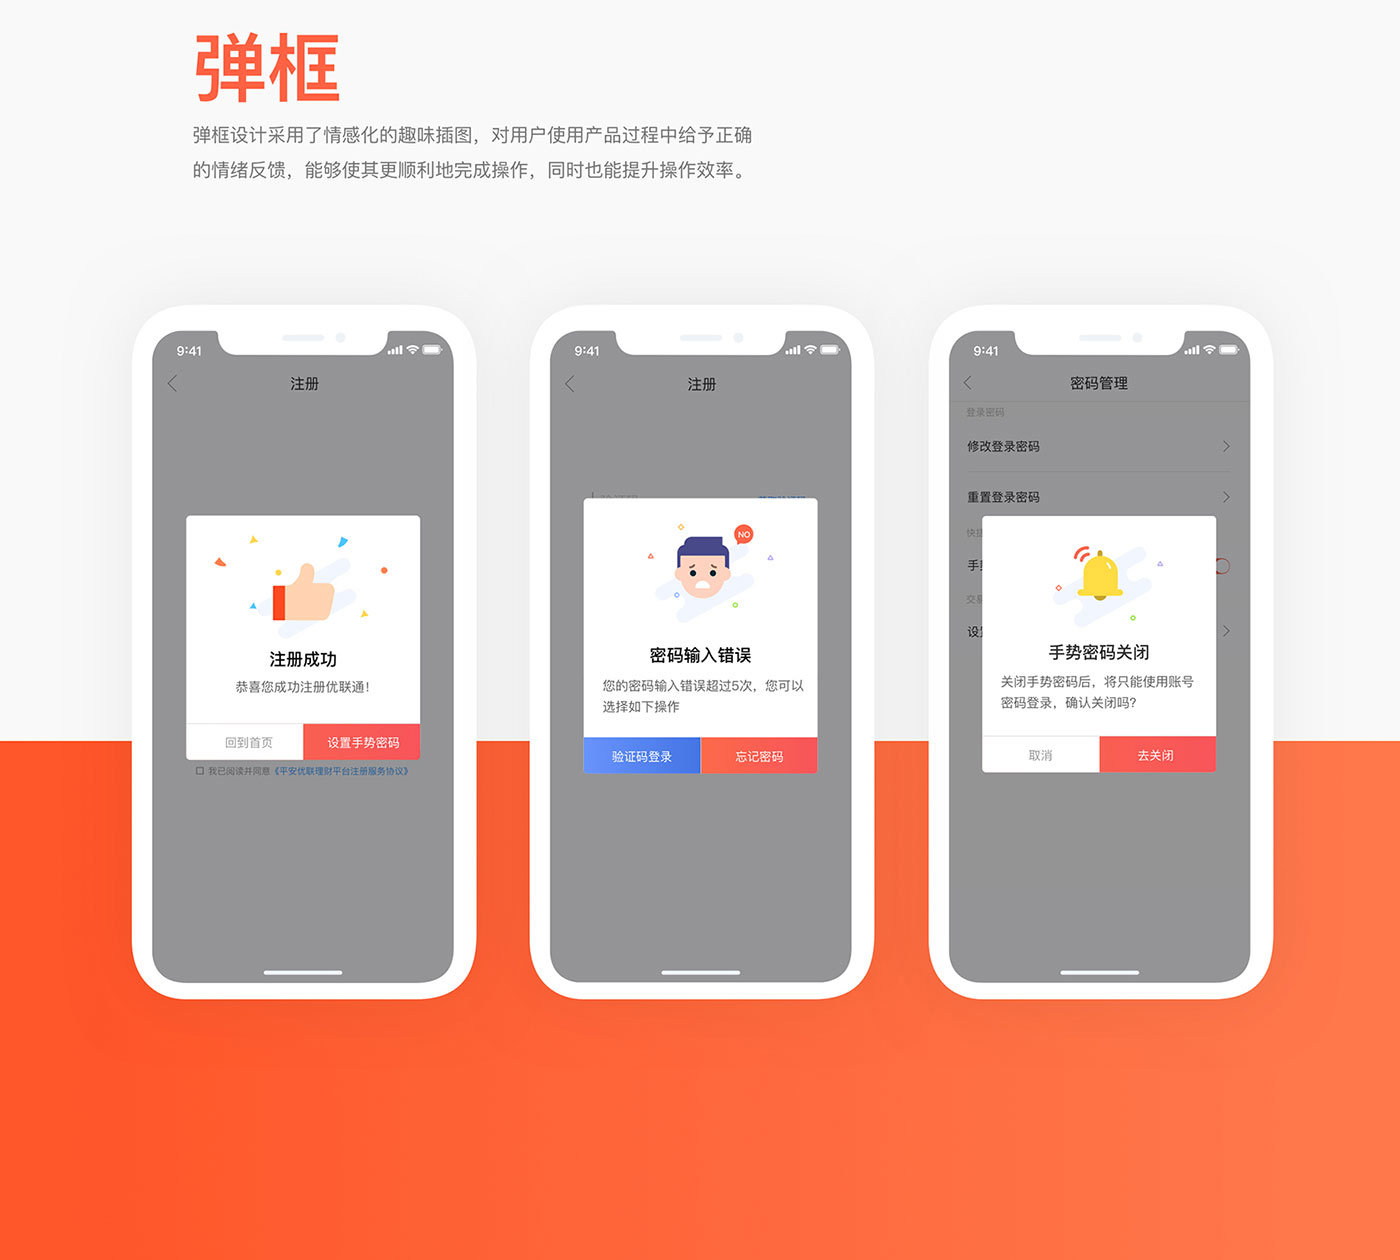 弹框
弹框设计采用了情感化的趣味插图，对用户使用产品过程中给予正确
的情绪反馈，能够使其更顺利地完成操作，同时也能提升操作效率。
9:41
注册
注册成功
恭喜您成功注册优联通！
回到首页
设置手势密码
我已阅读并同意《平安优联理财平台注册服务协议》
9:41
注册
NO
密码输入错误
您的密码输入错误超过5次，您可以
选择如下操作
验证码登录
忘记密码
9:41
密码管理
登录密码
修改登录密码
重置登录密码
手势密码关闭
关闭手势密码后，将只能使用账号
密码登录，确认关闭吗？
取消
去关闭